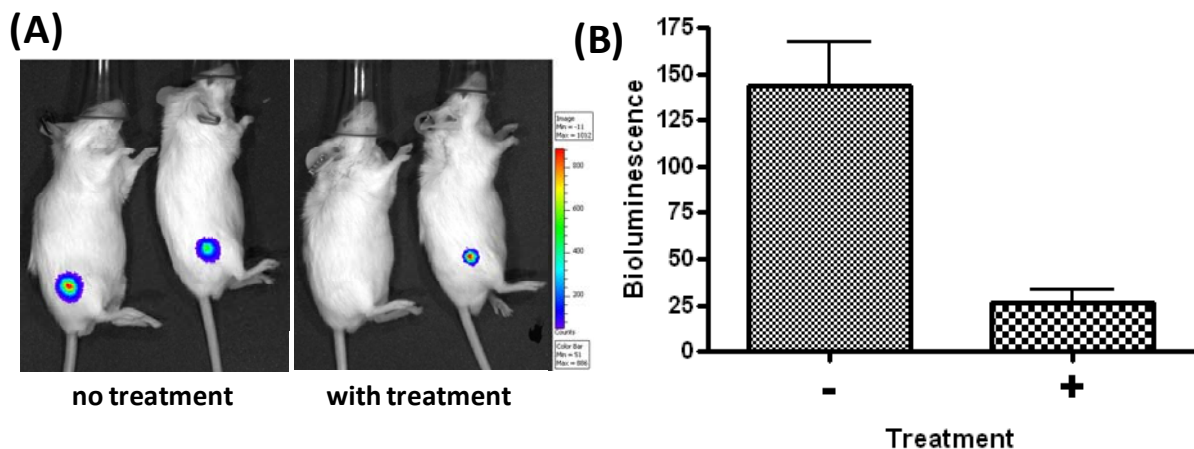 (A)
Image
Min = -11
Max = 1012
800
600
400
200
Counts
Color Bar
Min = 51
Max = 886
no treatment
with treatment
(B)
175
150
125
100
75
50
25
0
Bioluminescence
-
+
Treatment